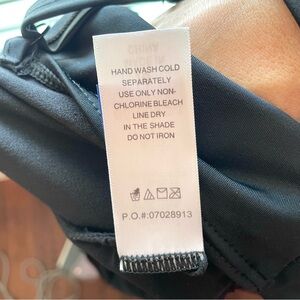 HAND WASH COLD
SEPARATELY
USE ONLY NON-
CHLORINE BLEACH
LINE DRY
IN THE SHADE
DO NOT IRON
P.O.#:07028913